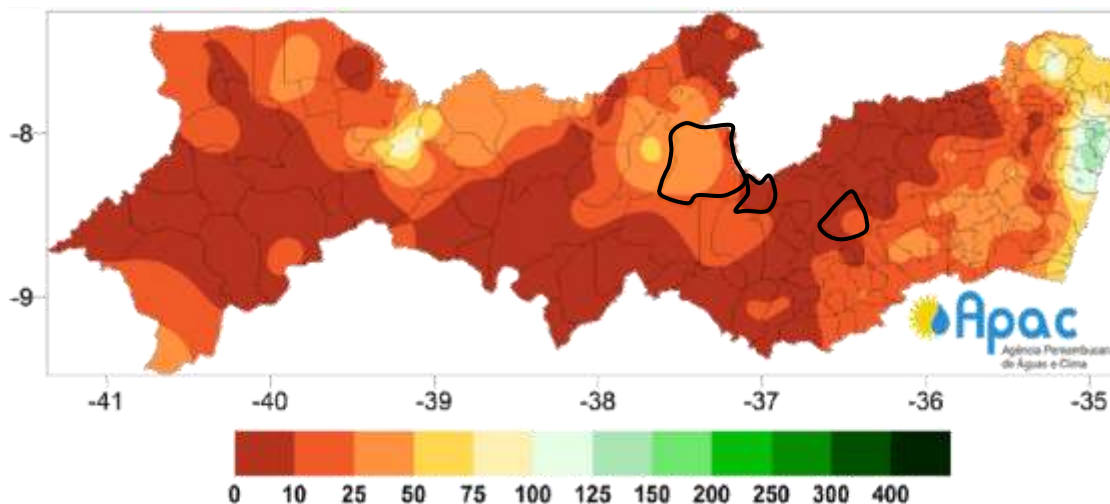 -8
-9
Apac
Agência Pernambucana
de Águas e Clima
-41 -40 -39 -38 -37 -36 -35
0 10 25 50 75 100 125 150 200 250 300 400